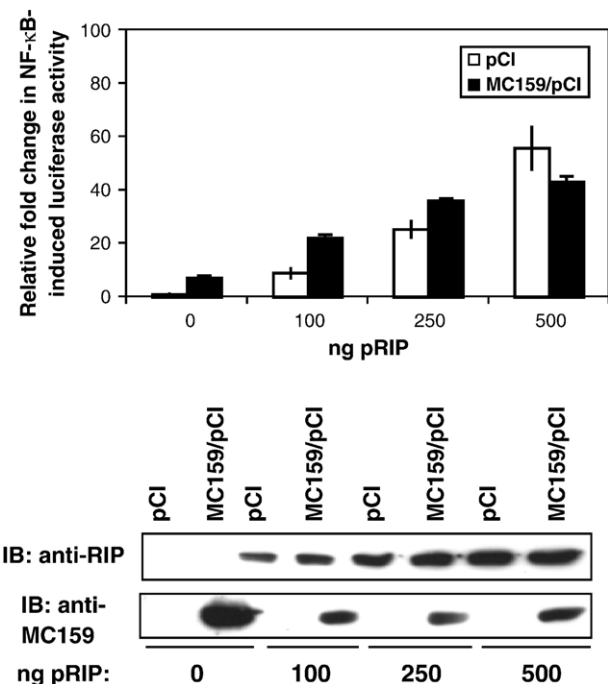 Relative fold change in NF-κB-
induced luciferase activity
100
80
60
40
20
0
pCI
MC159/pCI
0
100
250
500
ng pRIP
pCI
MC159/pCI
pCI
MC159/pCI
pCI
MC159/pCI
pCI
MC159/pCI
IB: anti-RIP
IB: anti-
MC159
ng pRIP:
0
100
250
500